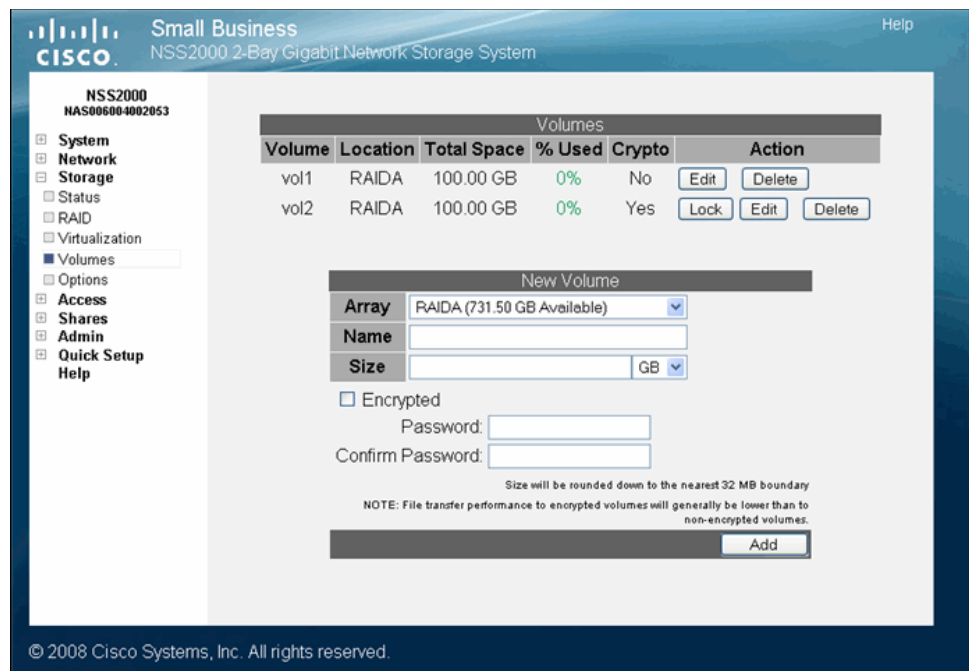 CISCO.
Small Business
NSS2000 2-Bay Gigabit Network Storage System
Help
NSS2000
NAS006004002053
System
Network
Storage
Status
RAID
Virtualization
Volumes
Options
Access
Shares
Admin
Quick Setup
Help
Volumes
Volume Location Total Space % Used Crypto Action
vol1 RAIDA 100.00 GB 0% No Edit Delete
vol2 RAIDA 100.00 GB 0% Yes Lock Edit Delete
New Volume
Array RAIDA (731.50 GB Available)
Name
Size GB
Encrypted
Password:
Confirm Password:
Size will be rounded down to the nearest 32 MB boundary
NOTE: File transfer performance to encrypted volumes will generally be lower than to
non-encrypted volumes.
Add
© 2008 Cisco Systems, Inc. All rights reserved.